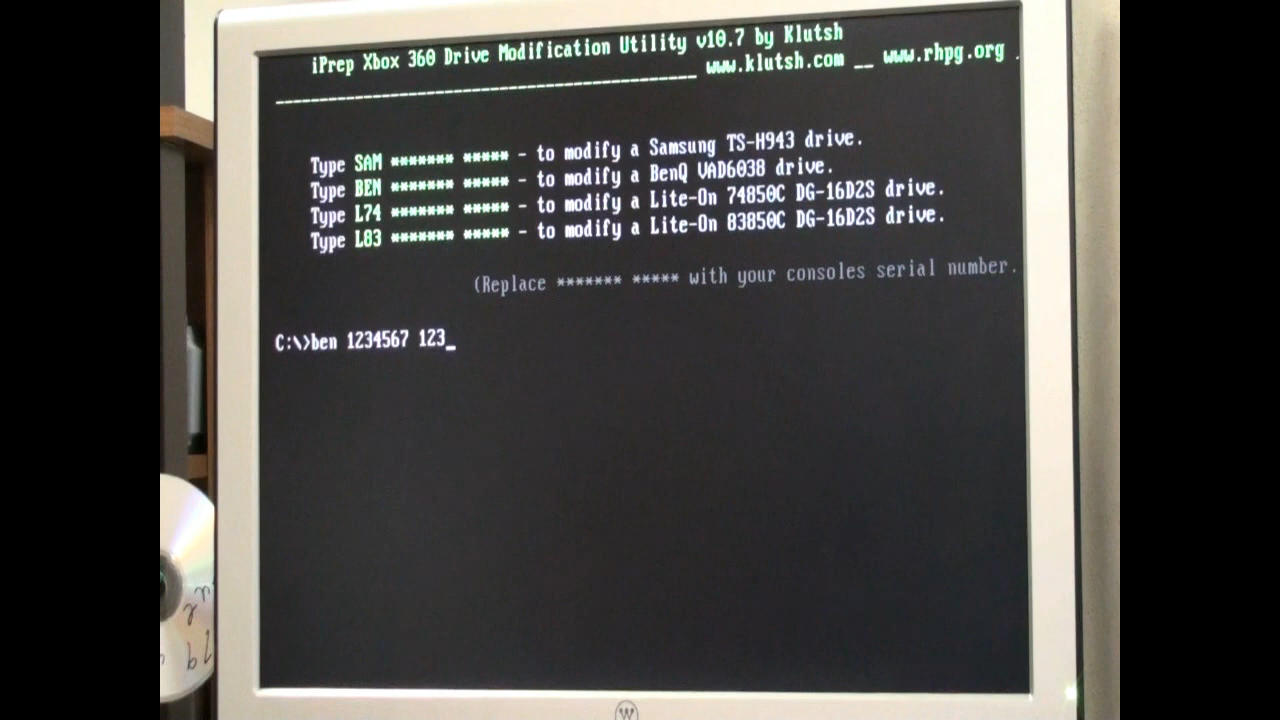 iPrep Xbox 360 Drive Modification Utility v10.7 by Klutsh
________________________________________________ www.klutsh.com __ www.rhpg.org .
Type SAM ******* ***** - to modify a Samsung TS-H943 drive.
Type BEN ******* ***** - to modify a BenQ VAD6038 drive.
Type L74 ******* ***** - to modify a Lite-On 74850C DG-16D2S drive.
Type L83 ******* ***** - to modify a Lite-On 83850C DG-16D2S drive.
(Replace ******* ***** with your consoles serial number.
C:\>ben 1234567 123_
W